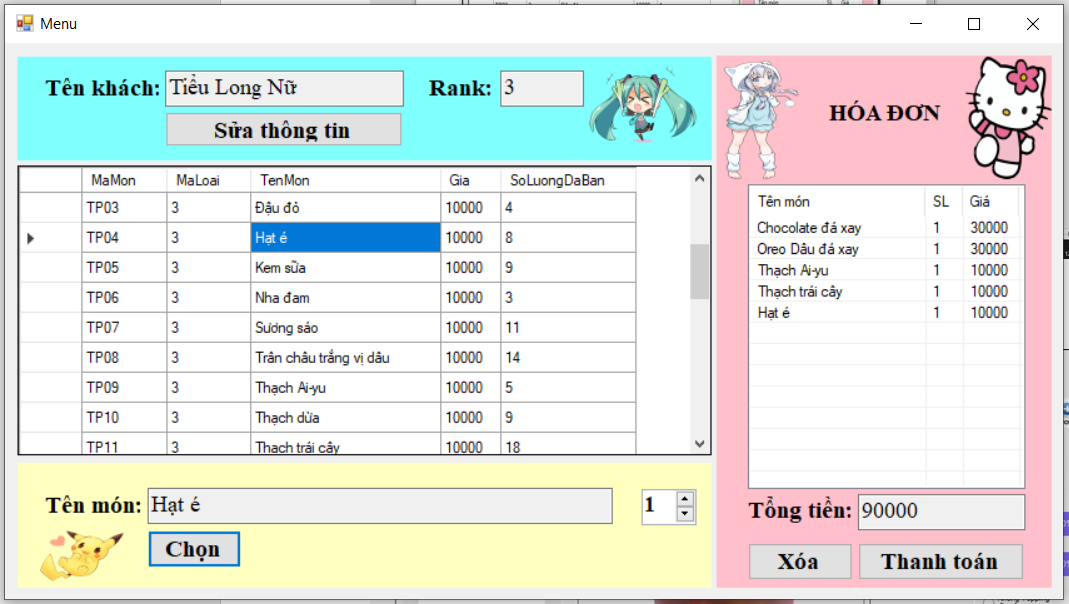 Menu
Tên khách: Tiểu Long Nữ Rank: 3
Sửa thông tin
MaMon MaLoai TenMon Gia SoLuongDaBan
TP03 3 Đậu đỏ 10000 4
TP04 3 Hạt é 10000 8
TP05 3 Kem sữa 10000 9
TP06 3 Nha đam 10000 3
TP07 3 Sương sáo 10000 11
TP08 3 Trân châu trắng vị dâu 10000 14
TP09 3 Thạch Ai-yu 10000 5
TP10 3 Thạch dừa 10000 9
TP11 3 Thạch trái cây 10000 18
Tên món: Hạt é 1
Chọn
HÓA ĐƠN
Tên món SL Giá
Chocolate đá xay 1 30000
Oreo Dâu đá xay 1 30000
Thạch Ai-yu 1 10000
Thạch trái cây 1 10000
Hạt é 1 10000
Tổng tiền: 90000
Xóa Thanh toán